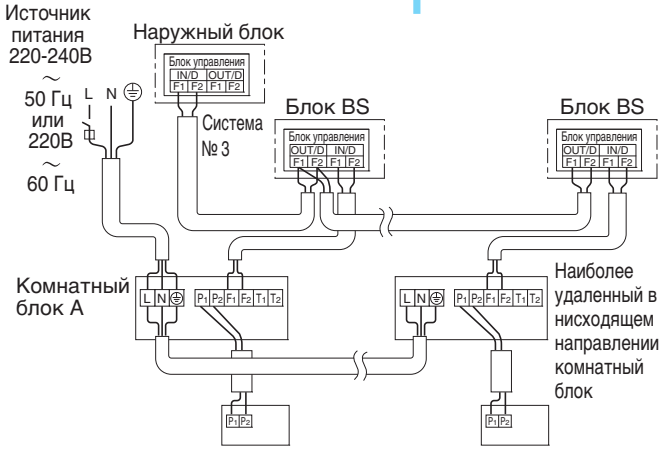 Источник
питания
220-240В
~
50 Гц
или
220В
~
60 Гц
L N
Наружный блок
Блок управления
IN/D OUT/D
F1 F2 F1 F2
Система
№ 3
Блок BS
Блок управления
OUT/D IN/D
F1 F2 F1 F2
Блок BS
Блок управления
OUT/D IN/D
F1 F2 F1 F2
Комнатный
блок A
L N
P1 P2 F1 F2 T1 T2
L N
P1 P2 F1 F2 T1 T2
Наиболее
удаленный в
нисходящем
направлении
комнатный
блок
P1 P2
P1 P2